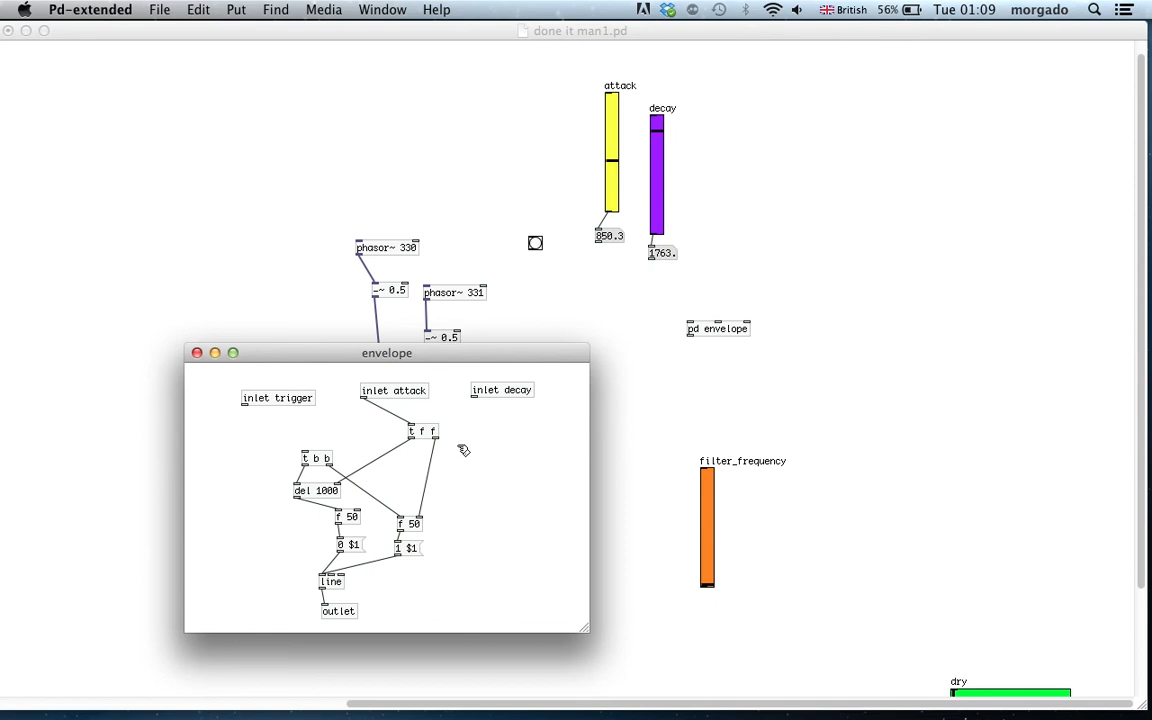 Pd-extended File Edit Put Find Media Window Help British 56% Tue 01:09 morgado
done it man1.pd
attack
decay
850.3
1763.
phasor~ 330
-~ 0.5
phasor~ 331
-~ 0.5
pd envelope
envelope
inlet trigger
inlet attack
inlet decay
t f f
t b b
del 1000
f 50
f 50
0 $1
1 $1
line
outlet
filter_frequency
dry